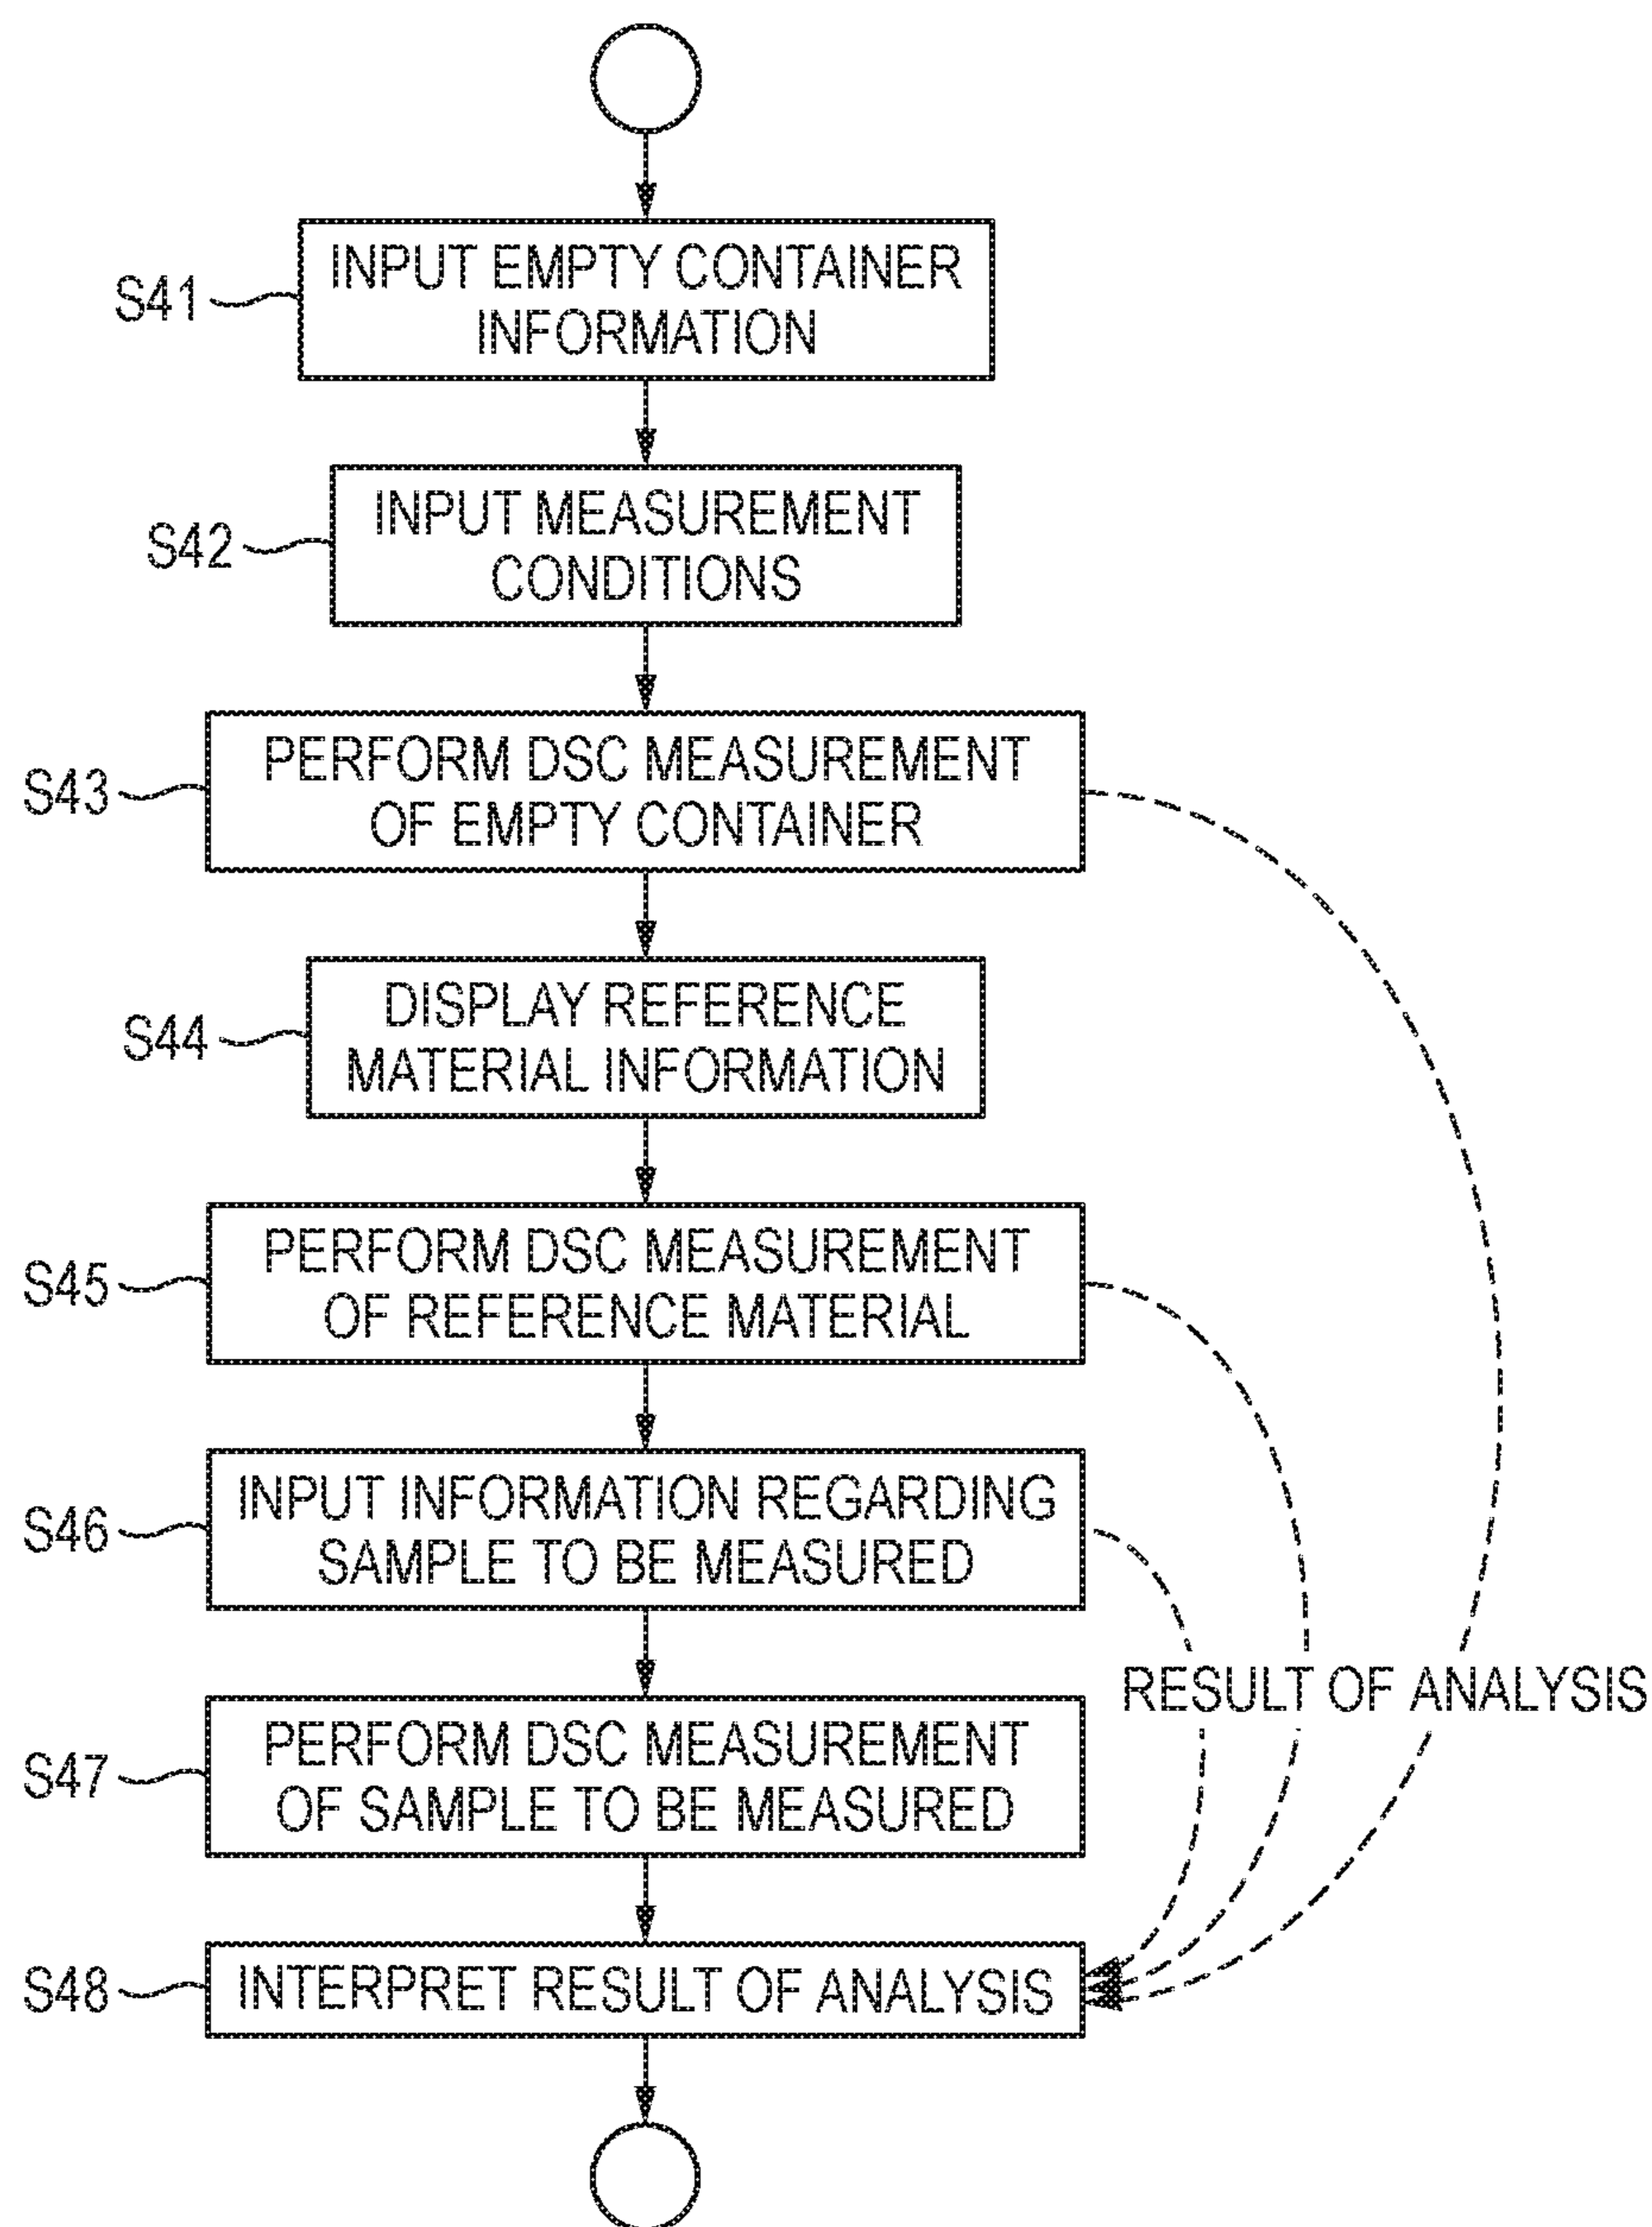 S41
INPUT EMPTY CONTAINER
INFORMATION
S42
INPUT MEASUREMENT
CONDITIONS
S43
PERFORM DSC MEASUREMENT
OF EMPTY CONTAINER
S44
DISPLAY REFERENCE
MATERIAL INFORMATION
S45
PERFORM DSC MEASUREMENT
OF REFERENCE MATERIAL
S46
INPUT INFORMATION REGARDING
SAMPLE TO BE MEASURED
RESULT OF ANALYSIS
S47
PERFORM DSC MEASUREMENT
OF SAMPLE TO BE MEASURED
S48
INTERPRET RESULT OF ANALYSIS